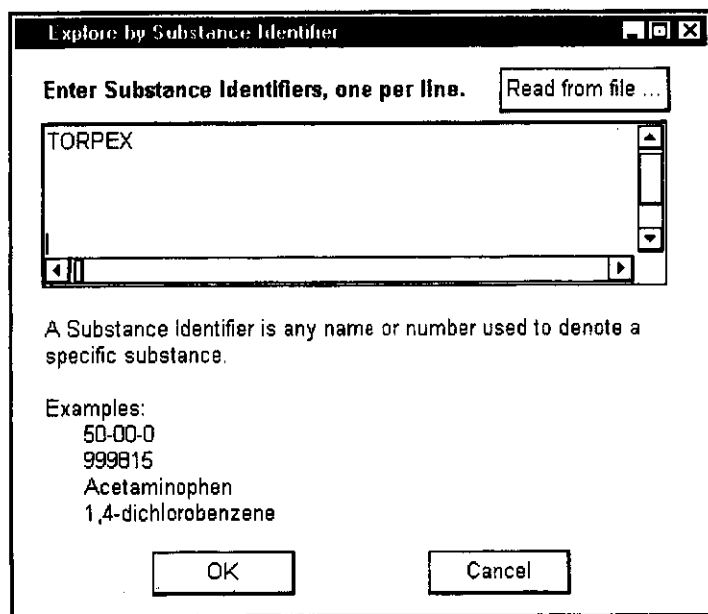 Explore by Substance Identifier
Enter Substance Identifiers, one per line.
Read from file ...
TORPEX
A Substance Identifier is any name or number used to denote a
specific substance.
Examples:
50-00-0
999815
Acetaminophen
1,4-dichlorobenzene
OK
Cancel